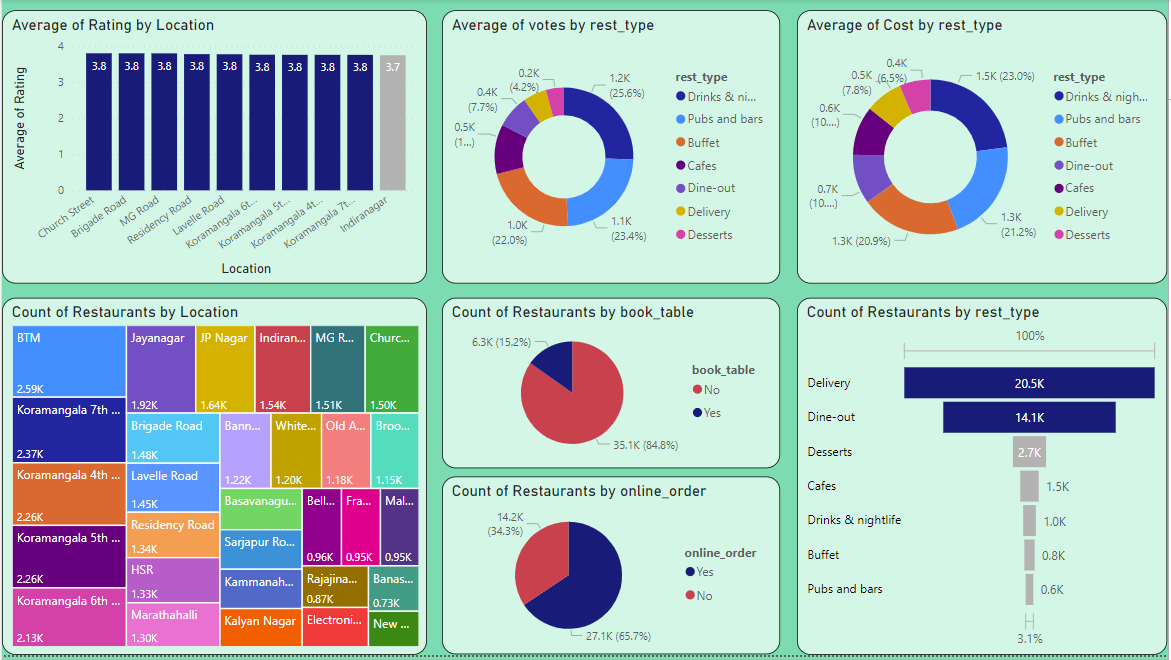 Average of Rating by Location
Average of Rating
4
3
2
1
0
3.8
3.8
3.8
3.8
3.8
3.8
3.8
3.8
3.8
3.7
Church Street
Brigade Road
MG Road
Residency Road
Lavelle Road
Koramangala 6t...
Koramangala 5t...
Koramangala 4t...
Koramangala 7t...
Indiranagar
Location
Average of votes by rest_type
1.2K
(25.6%)
1.1K
(23.4%)
1.0K
(22.0%)
0.5K
(1...)
0.4K
(7.7%)
0.2K
(4.2%)
rest_type
Drinks & ni...
Pubs and bars
Buffet
Cafes
Dine-out
Delivery
Desserts
Average of Cost by rest_type
1.5K (23.0%)
1.3K
(21.2%)
1.3K (20.9%)
0.7K
(10....)
0.6K
(10....)
0.5K
(7.8%)
0.4K
(6.5%)
rest_type
Drinks & nigh...
Pubs and bars
Buffet
Dine-out
Cafes
Delivery
Desserts
Count of Restaurants by Location
BTM
2.59K
Koramangala 7th ...
2.37K
Koramangala 4th ...
2.26K
Koramangala 5th ...
2.26K
Koramangala 6th ...
2.13K
Jayanagar
1.92K
JP Nagar
1.64K
Indiran...
1.54K
MG R...
1.51K
Churc...
1.50K
Brigade Road
1.48K
Lavelle Road
1.45K
Residency Road
1.34K
HSR
1.33K
Marathahalli
1.30K
Bann...
1.22K
White...
1.20K
Old A...
1.18K
Broo...
1.15K
Basavanagu...
Sarjapur Ro...
Kammanah...
Kalyan Nagar
Bell...
0.96K
Fra...
0.95K
Mal...
0.95K
Rajajina...
0.87K
Banas...
0.73K
Electroni...
New ...
Count of Restaurants by book_table
6.3K (15.2%)
35.1K (84.8%)
book_table
No
Yes
Count of Restaurants by online_order
14.2K
(34.3%)
27.1K (65.7%)
online_order
Yes
No
Count of Restaurants by rest_type
100%
Delivery
20.5K
Dine-out
14.1K
Desserts
2.7K
Cafes
1.5K
Drinks & nightlife
1.0K
Buffet
0.8K
Pubs and bars
0.6K
3.1%